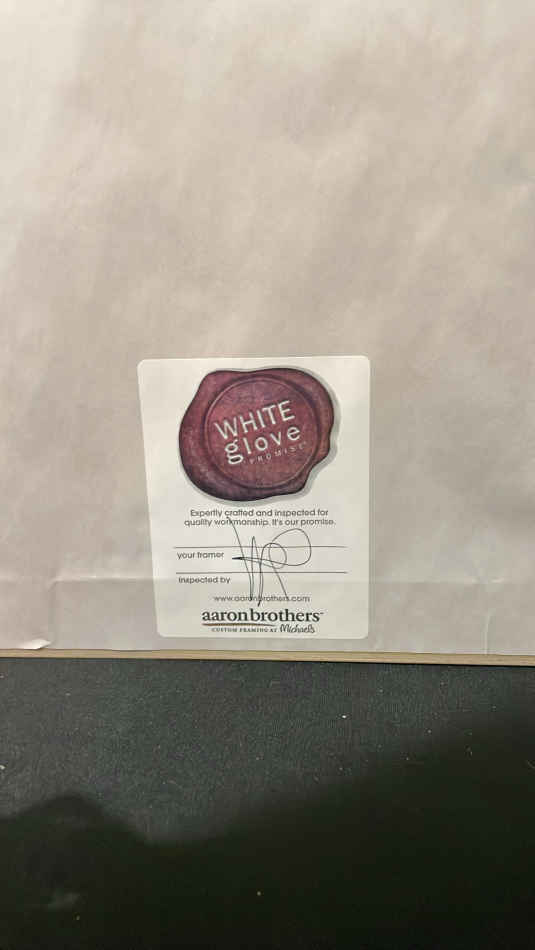 WHITE
glove
PROMISE
Expertly crafted and inspected for
quality workmanship. It's our promise.
your framer
inspected by
www.aaronbrothers.com
aaronbrothers™
CUSTOM FRAMING AT Michaels